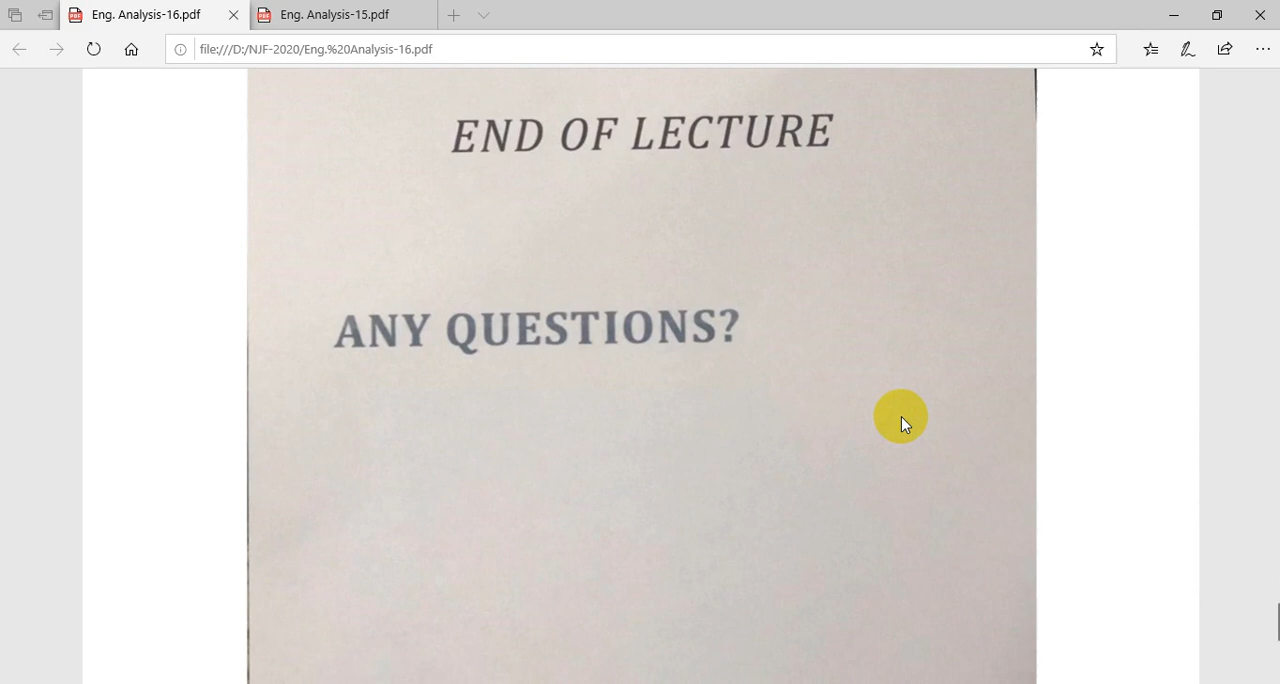 Eng. Analysis-16.pdf
Eng. Analysis-15.pdf
file:///D:/NJF-2020/Eng.%20Analysis-16.pdf
END OF LECTURE
ANY QUESTIONS?